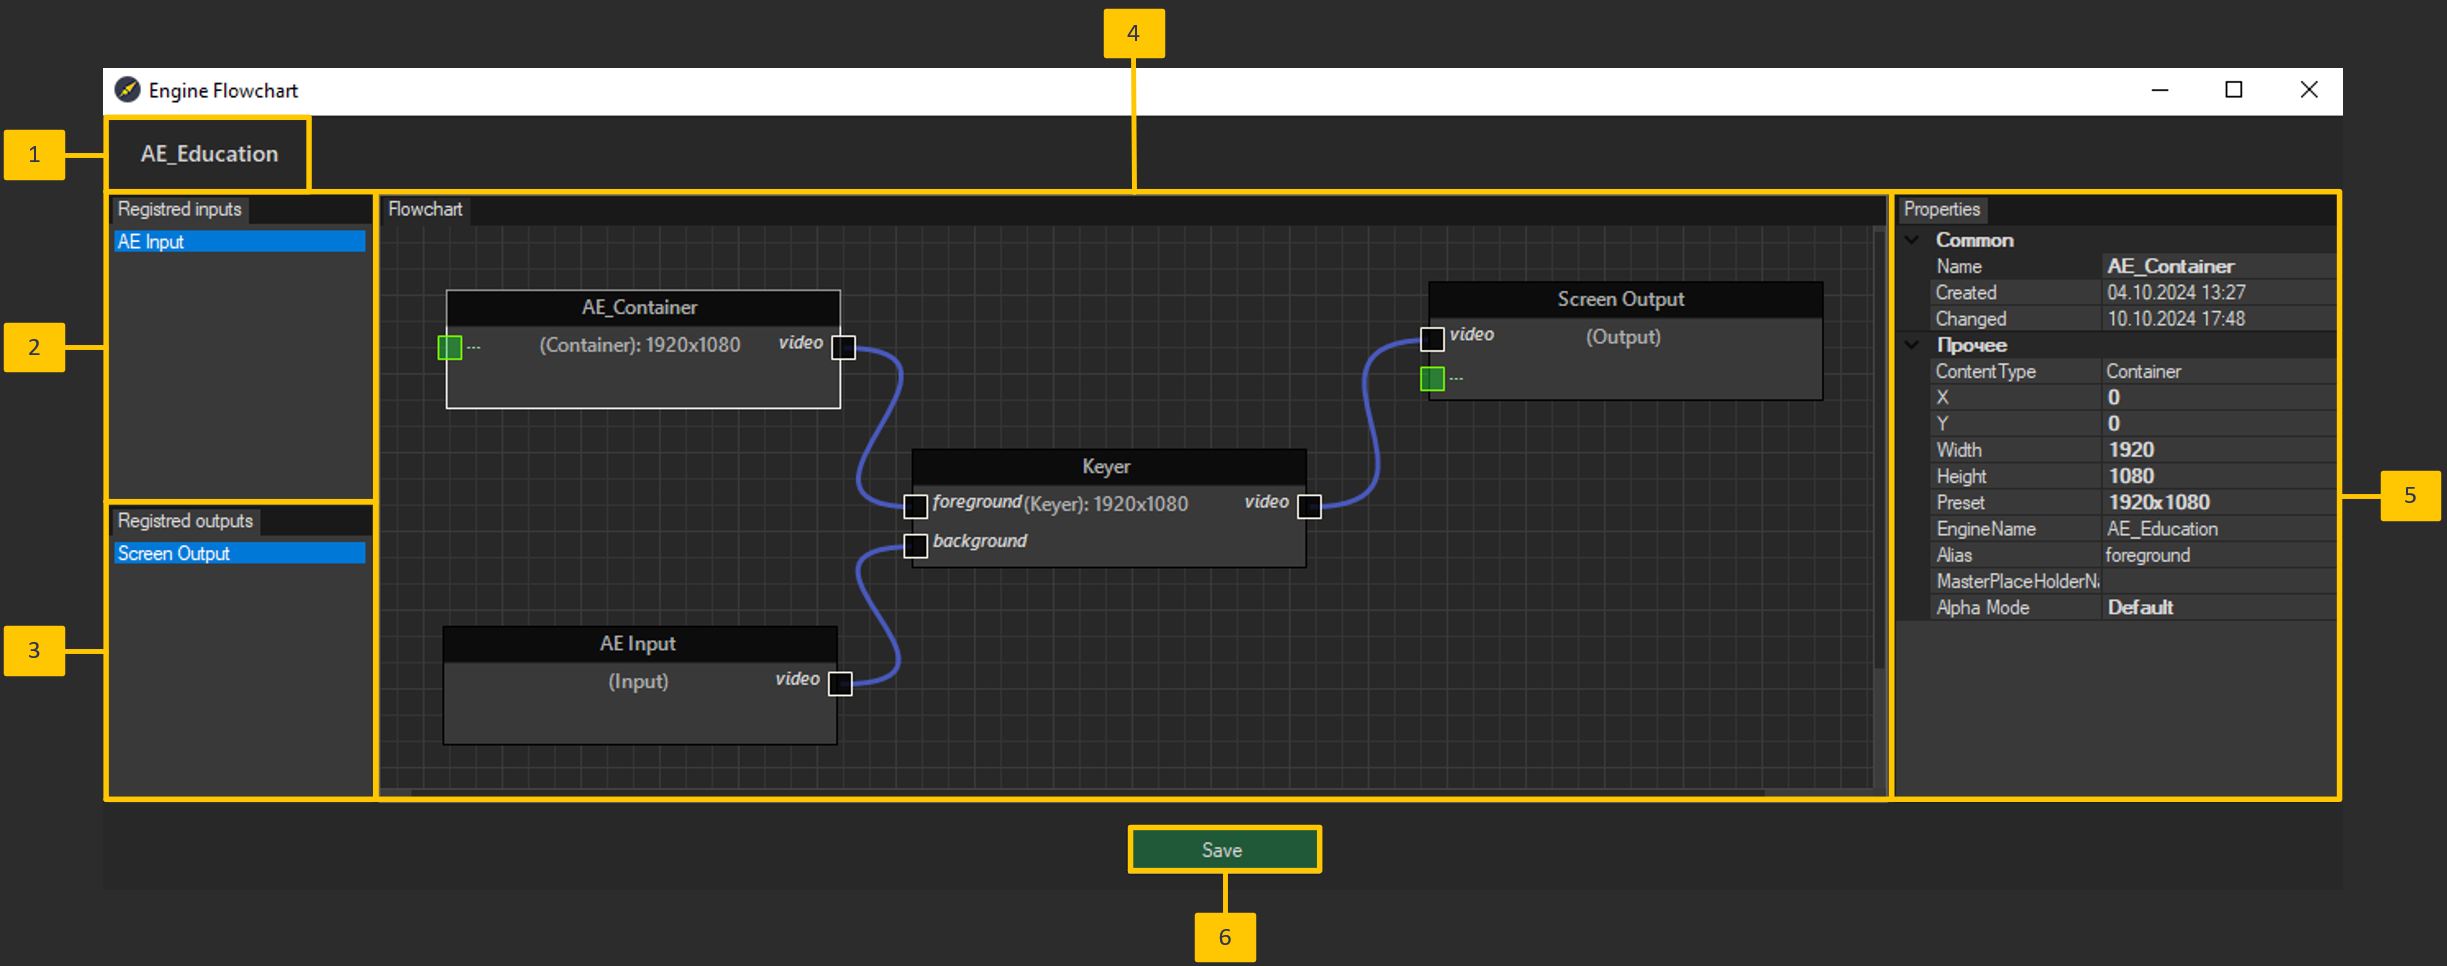 4
Engine Flowchart
1
AE_Education
Registred inputs
AE Input
2
Registred outputs
Screen Output
3
Flowchart
AE_Container
--- (Container): 1920x1080 video
Screen Output
video (Output)
---
Keyer
foreground (Keyer): 1920x1080 video
background
AE Input
(Input) video
Properties
Common
Name AE_Container
Created 04.10.2024 13:27
Changed 10.10.2024 17:48
Прочее
ContentType Container
X 0
Y 0
Width 1920
Height 1080
Preset 1920x1080
EngineName AE_Education
Alias foreground
MasterPlaceHolderN
Alpha Mode Default
5
Save
6